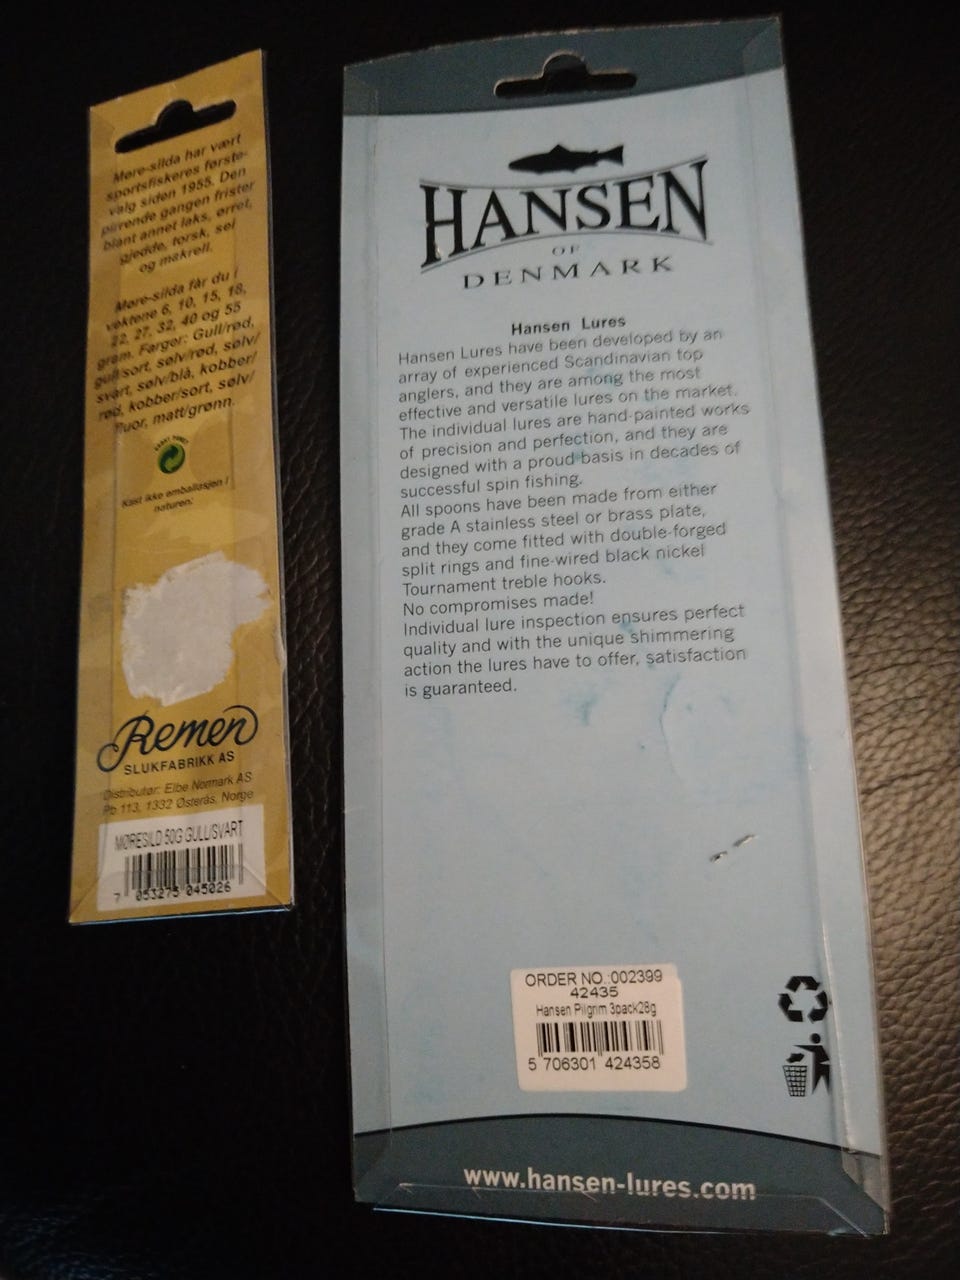 Møre-silda har vært
sportsfiskeres første-
valg siden 1955. Den
pirrende gangen frister
blant annet laks, ørret,
gjedde, torsk, sei
og makrell.
Møre-silda får du i
vektene 6, 10, 15, 18,
22, 27, 32, 40 og 55
gram. Farger: Gull/rød,
gull/sort, sølv/rød, sølv/
svart, sølv/blå, kobber/
rød, kobber/sort, sølv/
fluor, matt/grønn.
GRØNT PUNKT
Kast ikke emballasjen i
naturen.
Remen
SLUKFABRIKK AS
Distributør: Elbe Normark AS
Pb 113, 1332 Østerås, Norge
MØRESILD 50G GULL/SVART
7 053275 045026
HANSEN
OF
DENMARK
Hansen Lures
Hansen Lures have been developed by an
array of experienced Scandinavian top
anglers, and they are among the most
effective and versatile lures on the market.
The individual lures are hand-painted works
of precision and perfection, and they are
designed with a proud basis in decades of
successful spin fishing.
All spoons have been made from either
grade A stainless steel or brass plate,
and they come fitted with double-forged
split rings and fine-wired black nickel
Tournament treble hooks.
No compromises made!
Individual lure inspection ensures perfect
quality and with the unique shimmering
action the lures have to offer, satisfaction
is guaranteed.
ORDER NO.:002399
42435
Hansen Pilgrim 3pack28g
5 706301 424358
www.hansen-lures.com